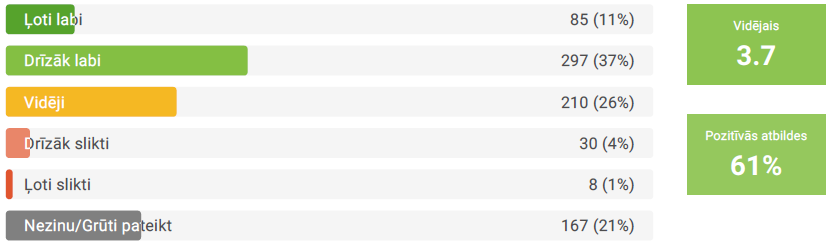 Ļoti labi 85 (11%)
Drīzāk labi 297 (37%)
Vidēji 210 (26%)
Drīzāk slikti 30 (4%)
Ļoti slikti 8 (1%)
Nezinu/Grūti pateikt 167 (21%)
Vidējais
3.7
Pozitīvās atbildes
61%